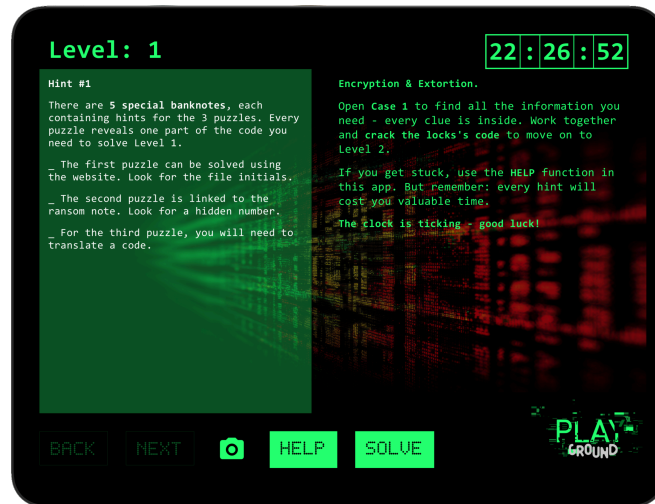 Level: 1
22:26:52
Hint #1
There are 5 special banknotes, each
containing hints for the 3 puzzles. Every
puzzle reveals one part of the code you
need to solve Level 1.
_ The first puzzle can be solved using
the website. Look for the file initials.
_ The second puzzle is linked to the
ransom note. Look for a hidden number.
_ For the third puzzle, you will need to
translate a code.
Encryption & Extortion.
Open Case 1 to find all the information you
need - every clue is inside. Work together
and crack the locks's code to move on to
Level 2.
If you get stuck, use the HELP function in
this app. But remember: every hint will
cost you valuable time.
The clock is ticking - good luck!
BACK
NEXT
HELP
SOLVE
PLAY
GROUND